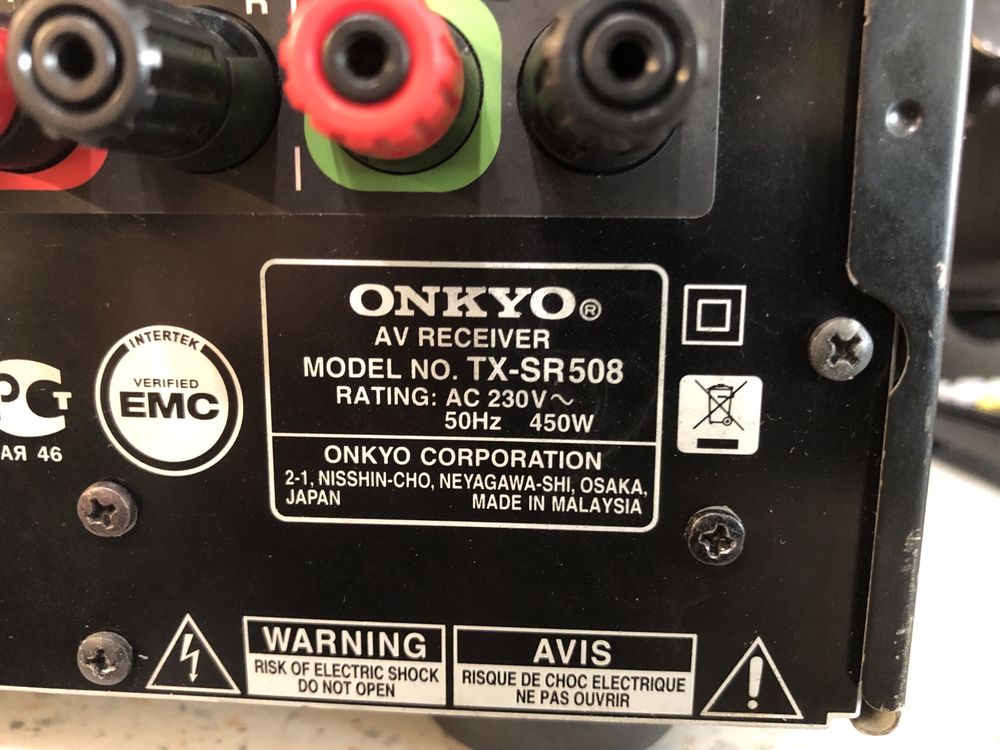 R
ONKYO®
AV RECEIVER
MODEL NO. TX-SR508
RATING: AC 230V~
50Hz 450W
ONKYO CORPORATION
2-1, NISSHIN-CHO, NEYAGAWA-SHI, OSAKA,
JAPAN MADE IN MALAYSIA
INTERTEK
VERIFIED
EMC
АЯ 46
WARNING
RISK OF ELECTRIC SHOCK
DO NOT OPEN
AVIS
RISQUE DE CHOC ELECTRIQUE
NE PAS OUVRIR